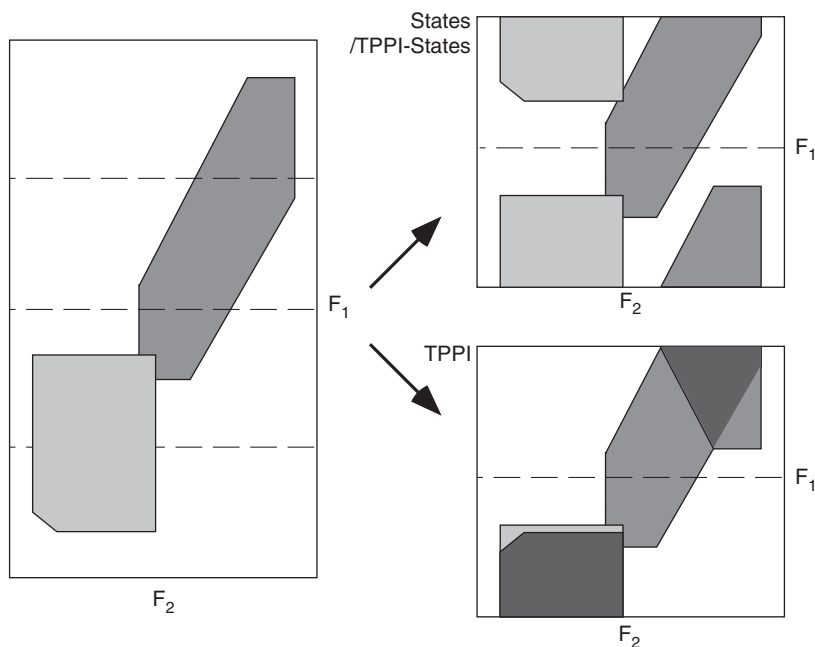 States
/TPPI-States
F₁
F₂
F₁
F₂
TPPI
F₁
F₂